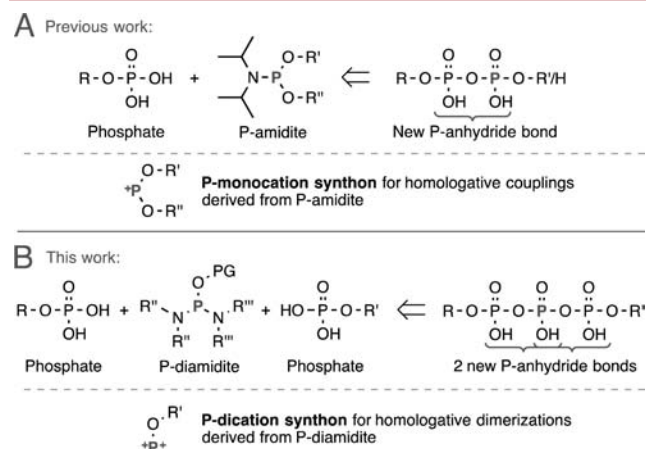 A Previous work:
O O-R' O O
R-O-P-OH + N-P R-O-P-O-P-O-R'/H
OH O-R" OH OH
Phosphate P-amidite New P-anhydride bond
O-R'
+P
O-R"
P-monocation synthon for homologative couplings
derived from P-amidite
B This work:
O-PG
O R" P R''' O O O O
R-O-P-OH + N N + HO-P-O-R' R-O-P-O-P-O-P-O-R'
OH R" R''' OH OH OH OH
Phosphate P-diamidite Phosphate 2 new P-anhydride bonds
O-R'
+P+
P-dication synthon for homologative dimerizations
derived from P-diamidite